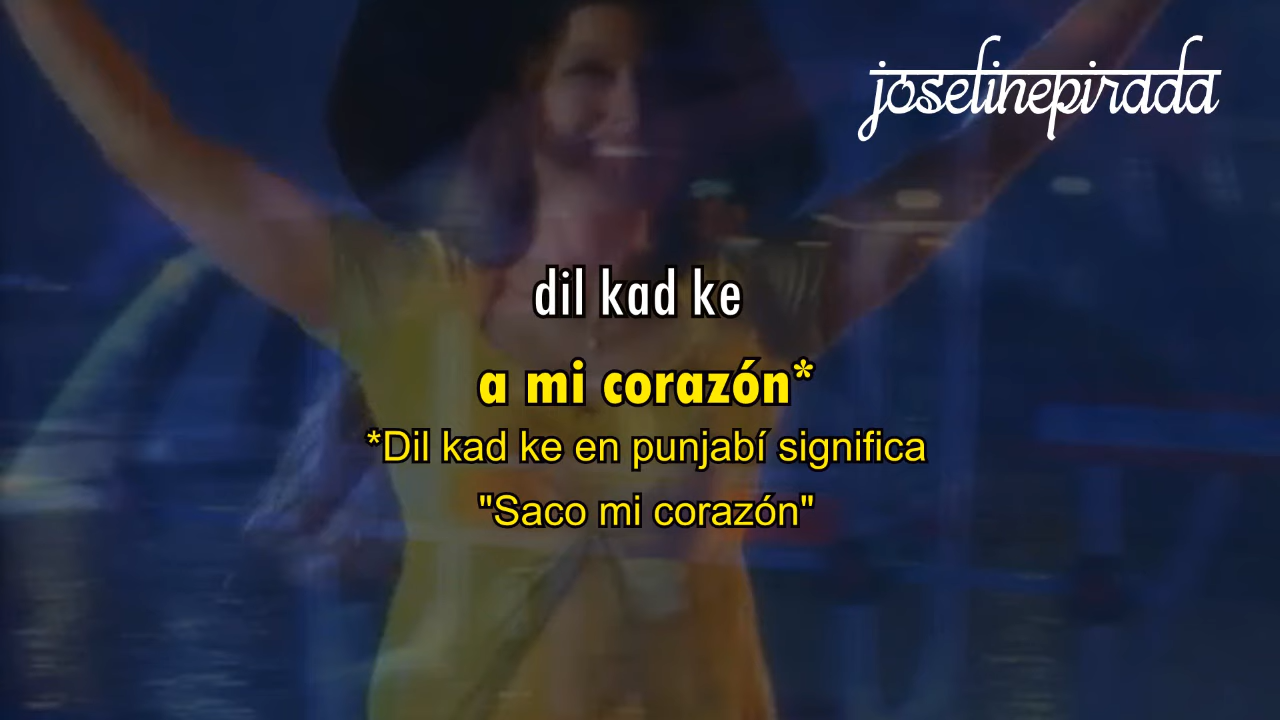 joselinepirada
dil kad ke
a mi corazón*
*Dil kad ke en punjabí significa
"Saco mi corazón"